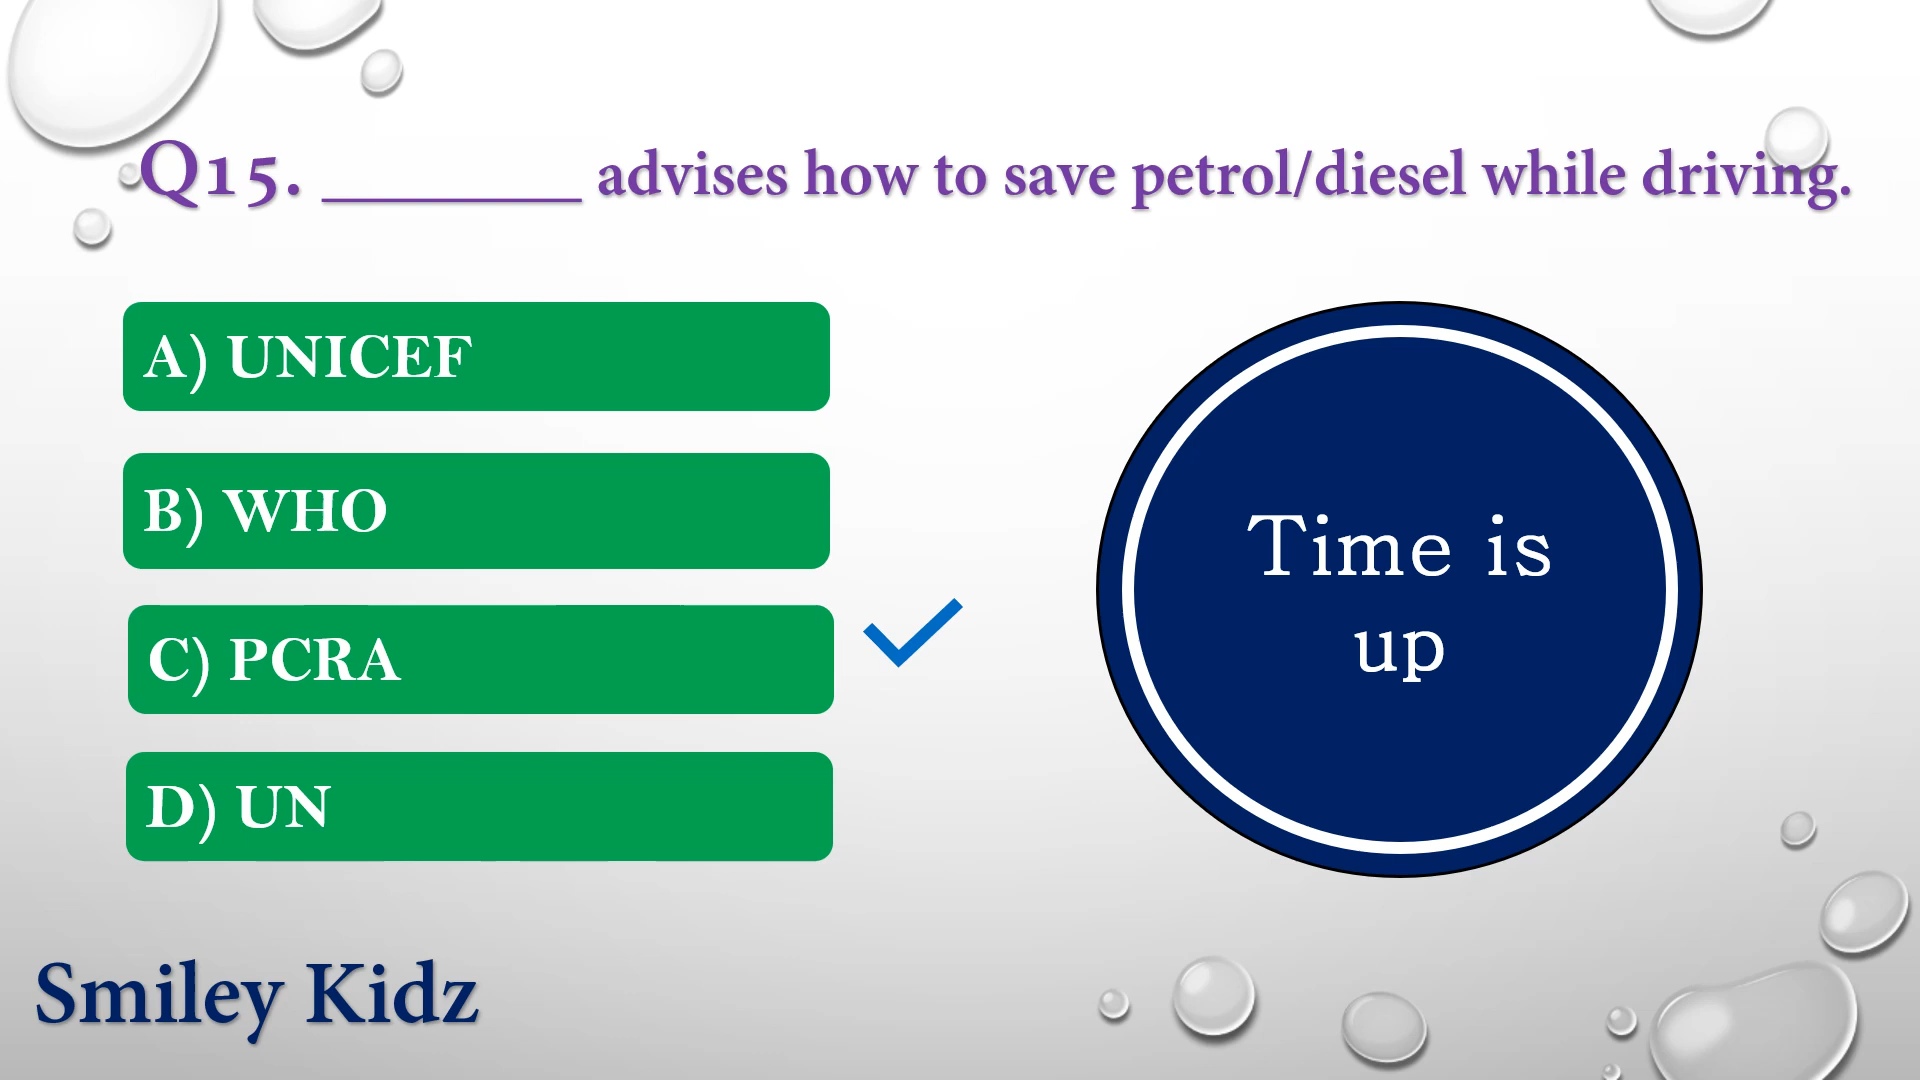 Q15. ________ advises how to save petrol/diesel while driving.
A) UNICEF
B) WHO
C) PCRA
D) UN
Time is
up
Smiley Kidz